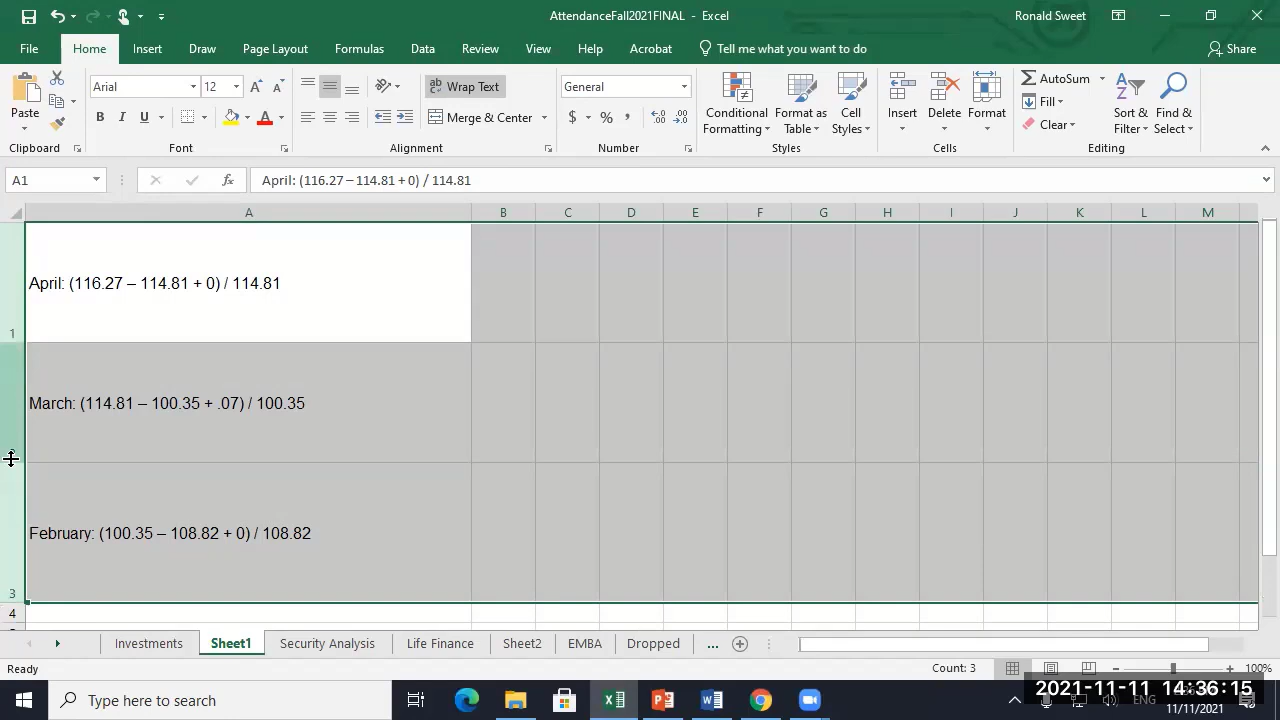 AttendanceFall2021FINAL - Excel
Ronald Sweet
File Home Insert Draw Page Layout Formulas Data Review View Help Acrobat Tell me what you want to do Share
Paste
Arial 12
B I U
Wrap Text
Merge & Center
General
$ % ,
Conditional Formatting
Format as Table
Cell Styles
Insert
Delete
Format
AutoSum
Fill
Clear
Sort & Filter
Find & Select
Clipboard Font Alignment Number Styles Cells Editing
A1 fx April: (116.27 – 114.81 + 0) / 114.81
A B C D E F G H I J K L M
1 April: (116.27 – 114.81 + 0) / 114.81
March: (114.81 – 100.35 + .07) / 100.35
3 February: (100.35 – 108.82 + 0) / 108.82
4
Investments Sheet1 Security Analysis Life Finance Sheet2 EMBA Dropped ...
Ready Count: 3 100%
Type here to search
2021-11-11 14:36:15
ENG
11/11/2021